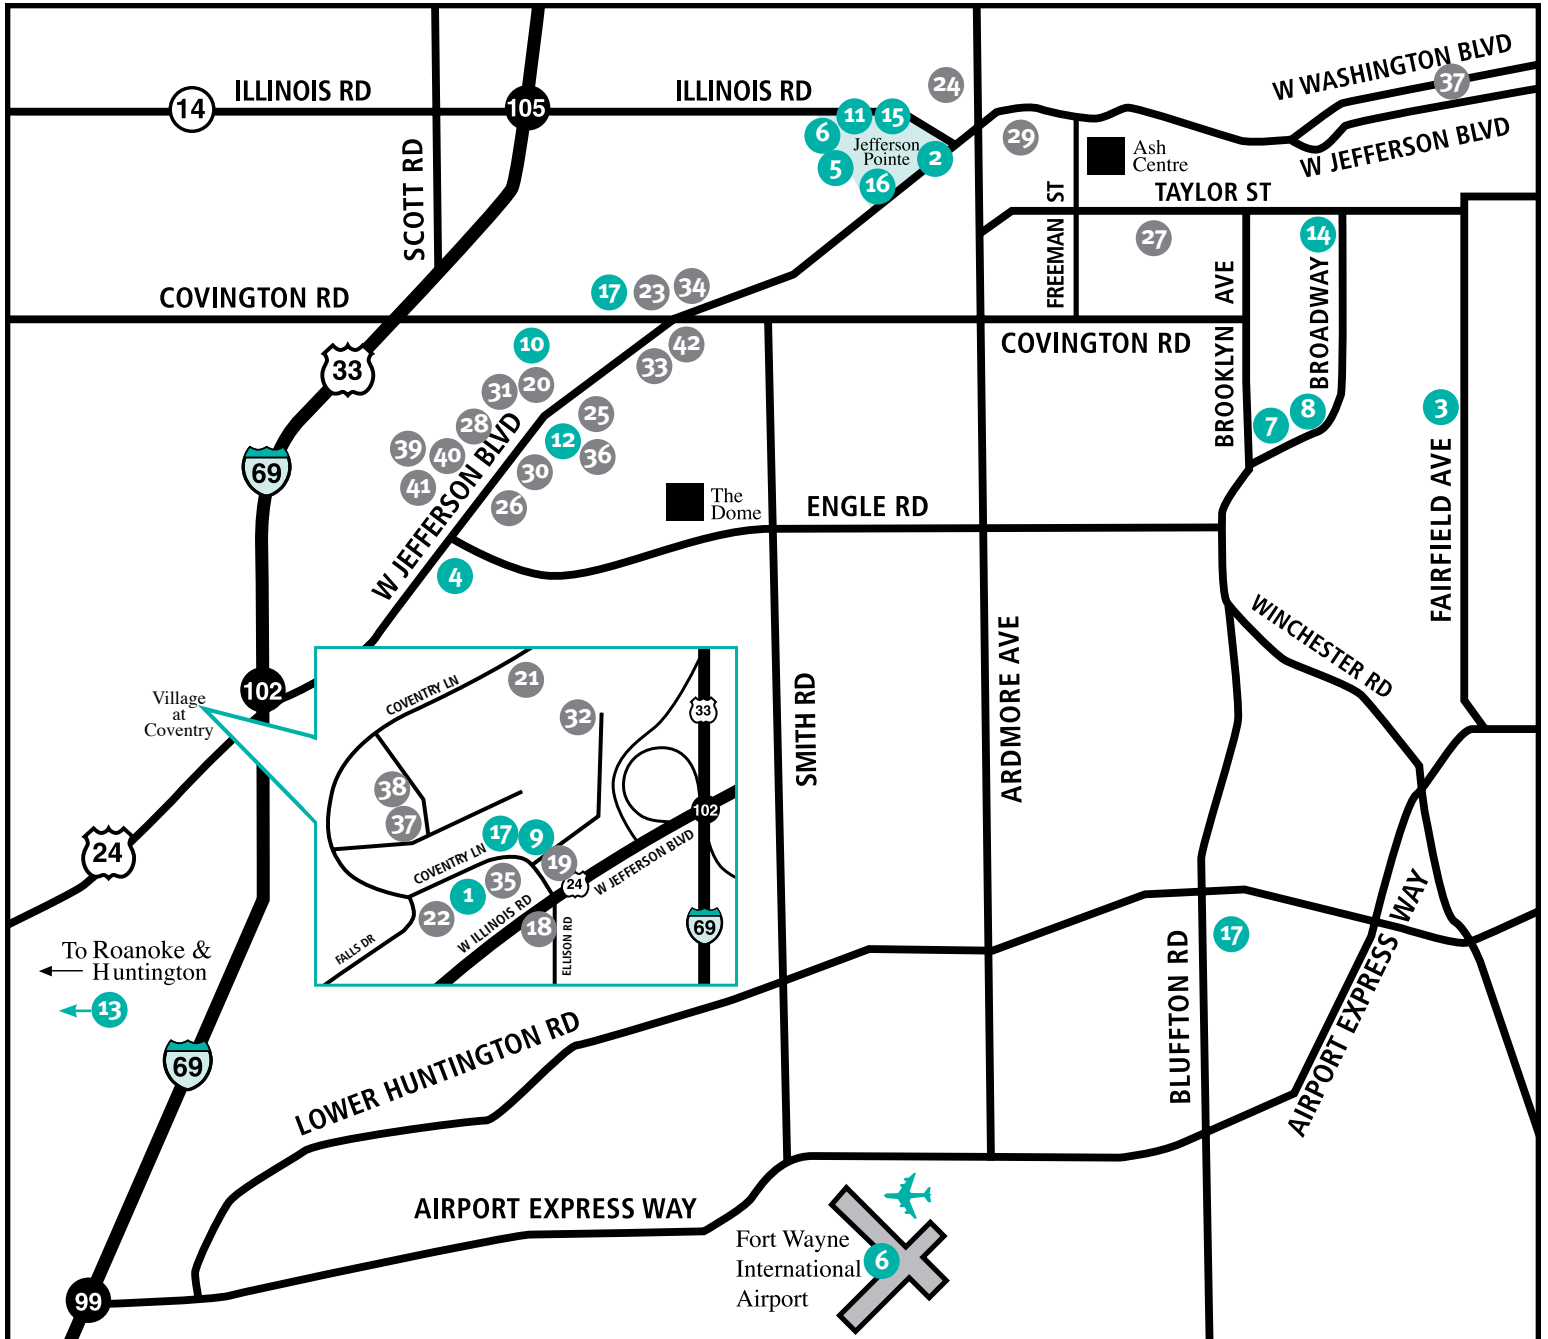 W WASHINGTON BLVD
37
24
ILLINOIS RD
ILLINOIS RD
14
105
11
15
6
Jefferson
Pointe
2
5
16
29
Ash
Centre
W JEFFERSON BLVD
TAYLOR ST
SCOTT RD
FREEMAN ST
27
14
BROOKLYN AVE
BROADWAY
COVINGTON RD
17
23
34
COVINGTON RD
10
42
33
33
31
20
25
28
12
39
40
36
41
30
26
W JEFFERSON BLVD
69
7
8
3
FAIRFIELD AVE
The
Dome
ENGLE RD
4
WINCHESTER RD
ARDMORE AVE
SMITH RD
102
Village
at
Coventry
COVENTRY LN
21
32
33
38
37
102
17
9
COVENTRY LN
19
W JEFFERSON BLVD
35
24
1
22
W ILLINOIS RD
18
ELLISON RD
FALLS DR
69
24
To Roanoke &
Huntington
13
69
17
BLUFFTON RD
AIRPORT EXPRESS WAY
LOWER HUNTINGTON RD
AIRPORT EXPRESS WAY
Fort Wayne
International
Airport
6
99